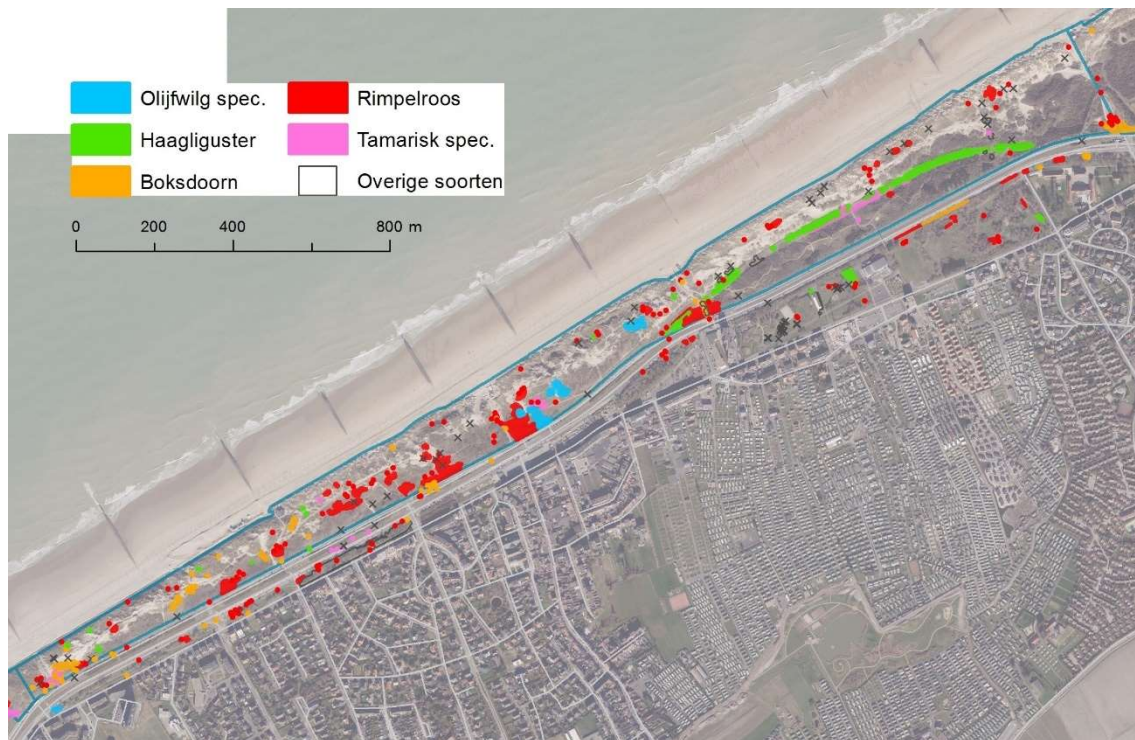 Olijfwilg spec.
Rimpelroos
Haagliguster
Tamarisk spec.
Boksdoorn
Overige soorten
0 200 400 800 m